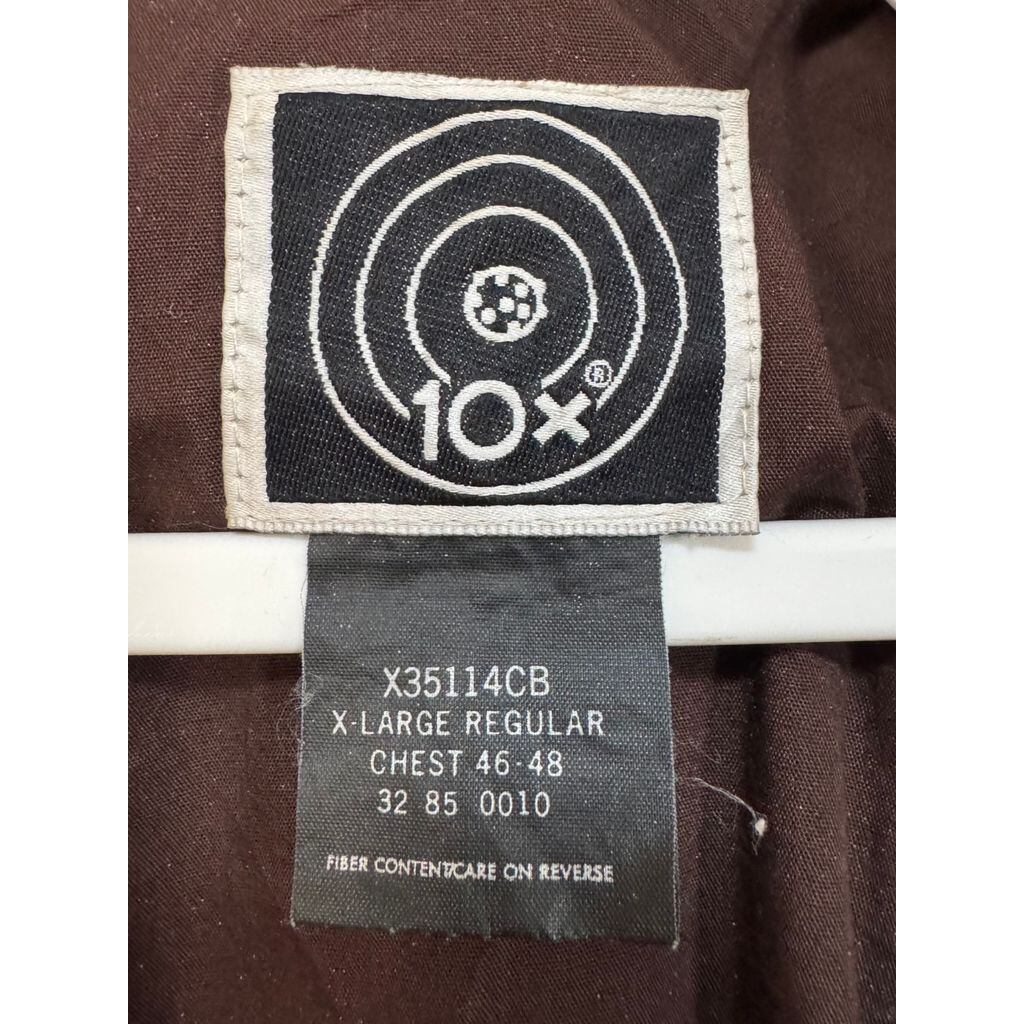 10x®
X35114CB
X-LARGE REGULAR
CHEST 46-48
32 85 0010
FIBER CONTENT/CARE ON REVERSE